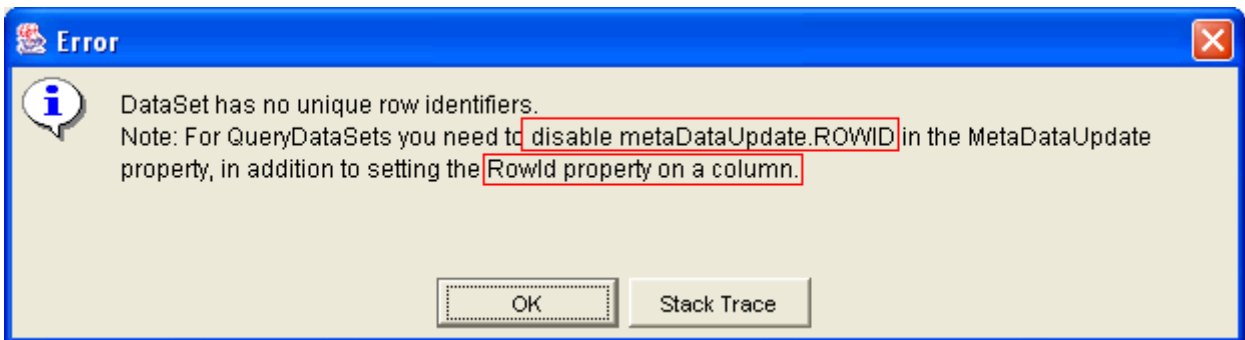 Error
DataSet has no unique row identifiers.
Note: For QueryDataSets you need to disable metaDataUpdate.ROWID in the MetaDataUpdate
property, in addition to setting the RowId property on a column.
OK Stack Trace